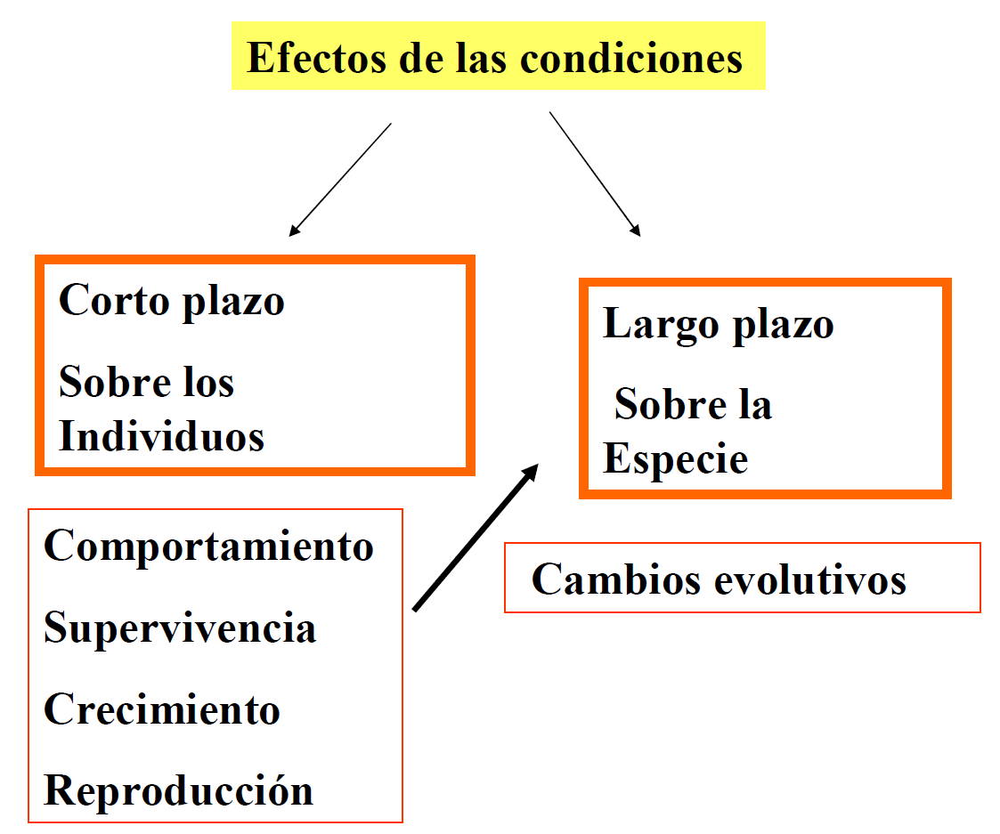 Efectos de las condiciones
Corto plazo
Sobre los
Individuos
Largo plazo
Sobre la
Especie
Comportamiento
Supervivencia
Crecimiento
Reproducción
Cambios evolutivos